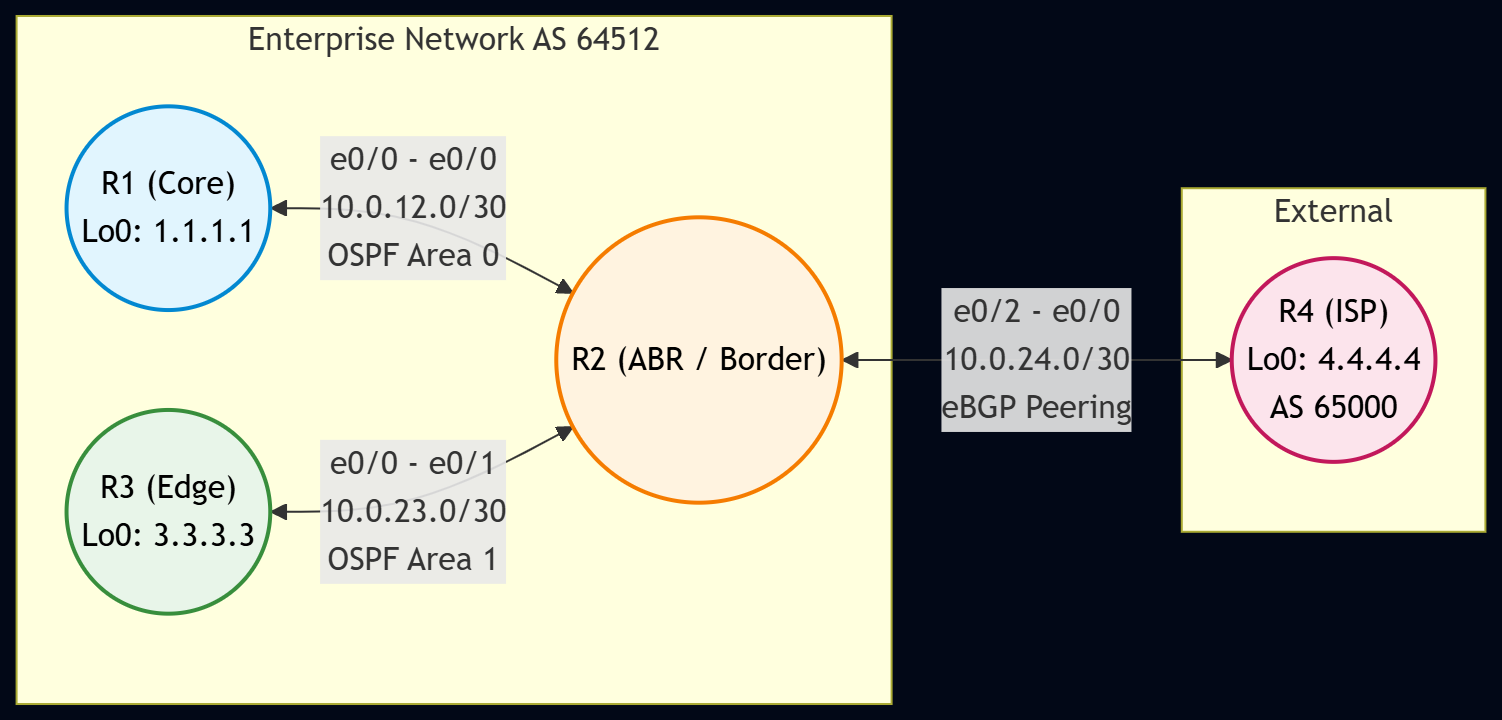 Enterprise Network AS 64512
R1 (Core)
Lo0: 1.1.1.1
e0/0 - e0/0
10.0.12.0/30
OSPF Area 0
R3 (Edge)
Lo0: 3.3.3.3
e0/0 - e0/1
10.0.23.0/30
OSPF Area 1
R2 (ABR / Border)
e0/2 - e0/0
10.0.24.0/30
eBGP Peering
External
R4 (ISP)
Lo0: 4.4.4.4
AS 65000